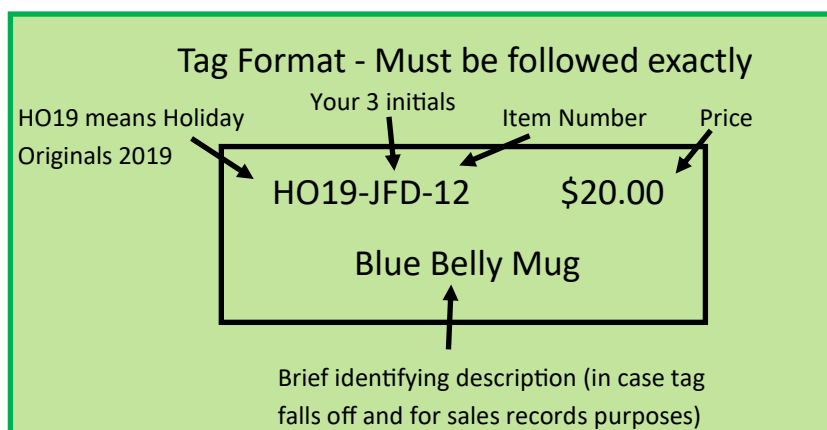 Tag Format - Must be followed exactly
Your 3 initials
HO19 means Holiday
Originals 2019
Item Number
Price
HO19-JFD-12 $20.00
Blue Belly Mug
Brief identifying description (in case tag
falls off and for sales records purposes)